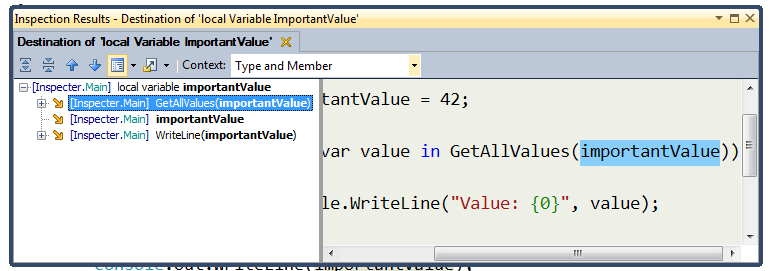 Inspection Results - Destination of 'local Variable ImportantValue'
Destination of 'local Variable ImportantValue'
Context: Type and Member
[Inspecter.Main] local variable importantValue
[Inspecter.Main] GetAllValues(importantValue)
[Inspecter.Main] importantValue
[Inspecter.Main] WriteLine(importantValue)
tantValue = 42;
var value in GetAllValues(importantValue))
le.WriteLine("Value: {0}", value);
Console.Out.WriteLine(importantValue);